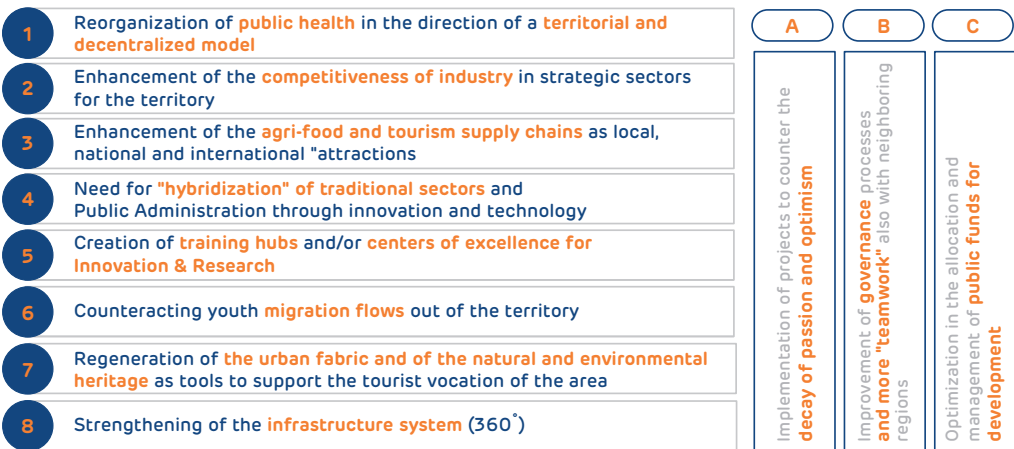 1
Reorganization of public health in the direction of a territorial and
decentralized model
2
Enhancement of the competitiveness of industry in strategic sectors
for the territory
3
Enhancement of the agri-food and tourism supply chains as local,
national and international "attractions
4
Need for "hybridization" of traditional sectors and
Public Administration through innovation and technology
5
Creation of training hubs and/or centers of excellence for
Innovation & Research
6
Counteracting youth migration flows out of the territory
7
Regeneration of the urban fabric and of the natural and environmental
heritage as tools to support the tourist vocation of the area
8
Strengthening of the infrastructure system (360°)
A
Implementation of projects to counter the
decay of passion and optimism
B
Improvement of governance processes
and more "teamwork" also with neighboring
regions
C
Optimization in the allocation and
management of public funds for
development